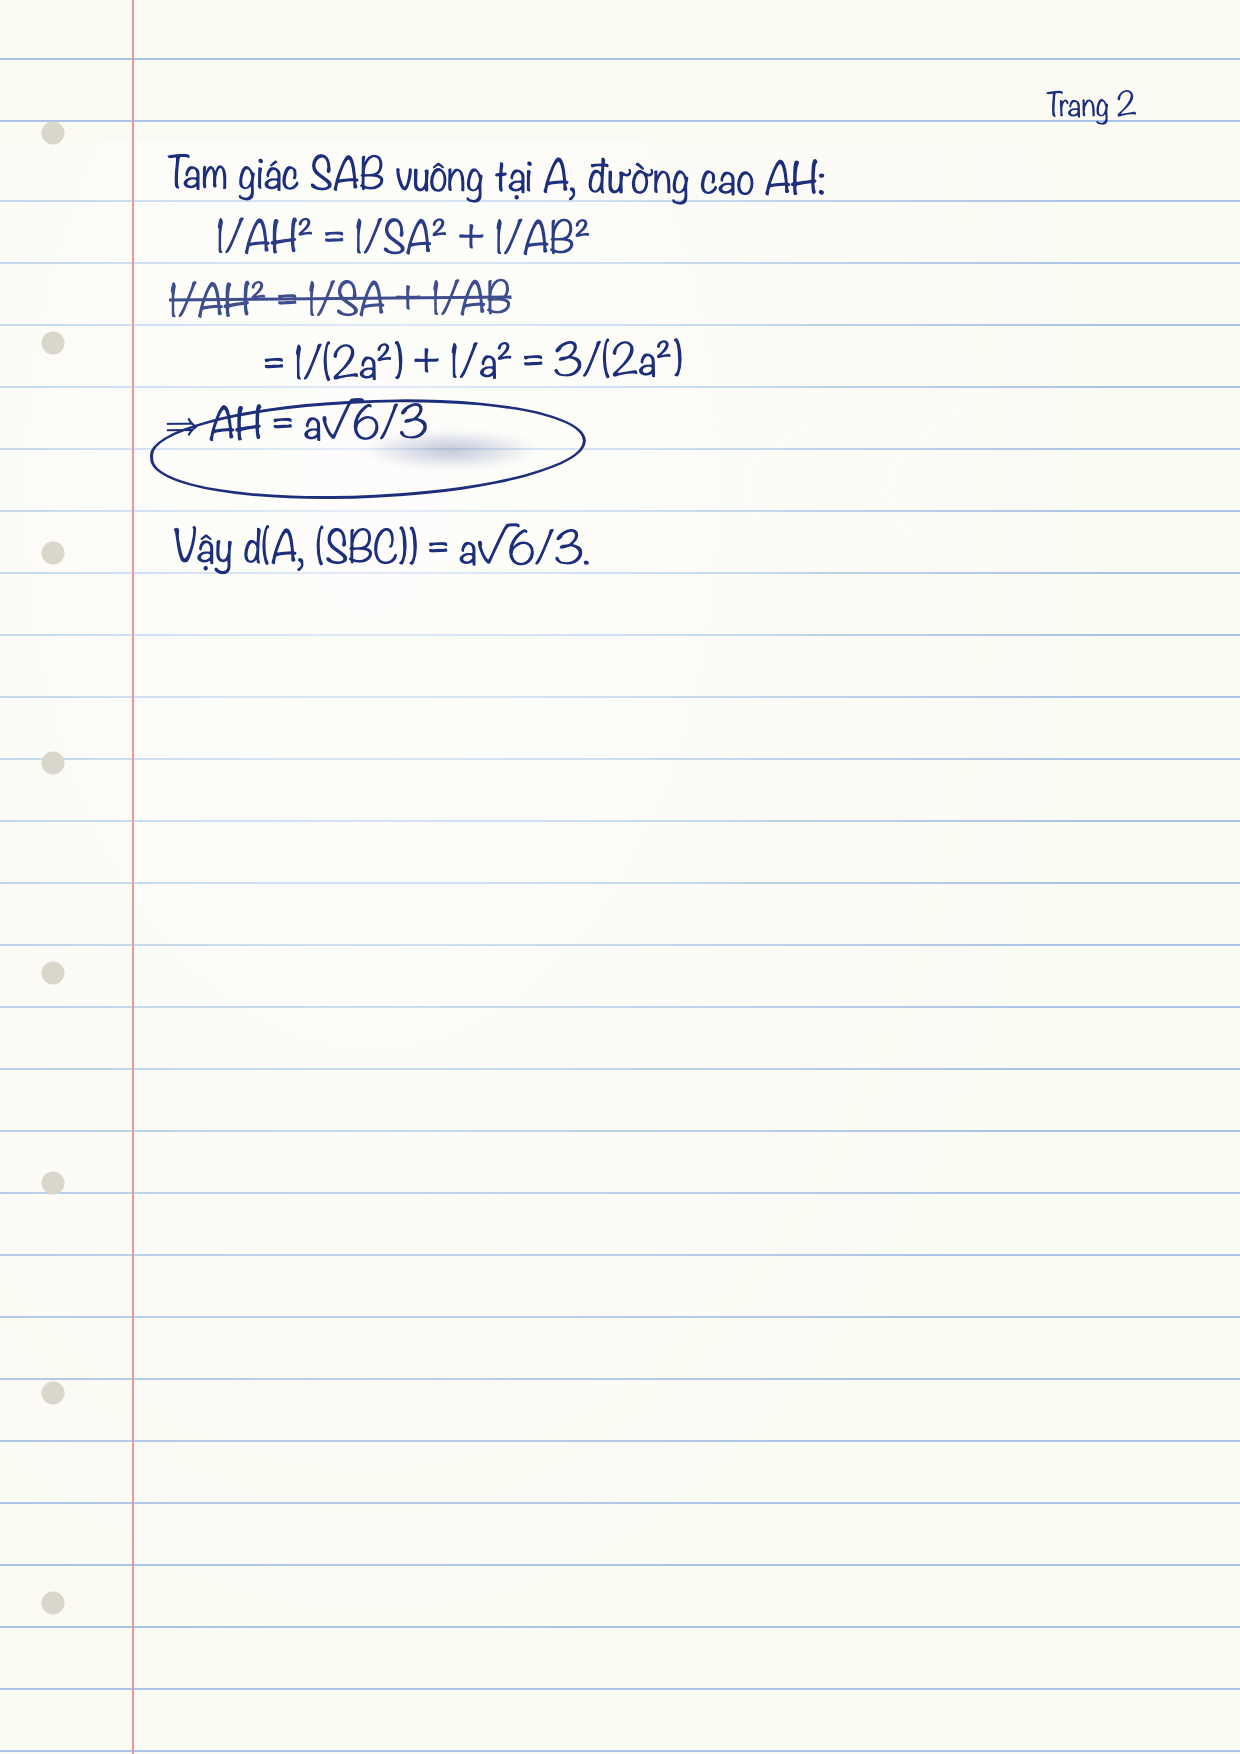 Trang 2
Tam giác SAB vuông tại A, đường cao AH:
1/AH² = 1/SA² + 1/AB²
1/AH² = 1/SA + 1/AB
= 1/(2a²) + 1/a² = 3/(2a²)
⇒ AH = a√6/3
Vậy d(A, (SBC)) = a√6/3.